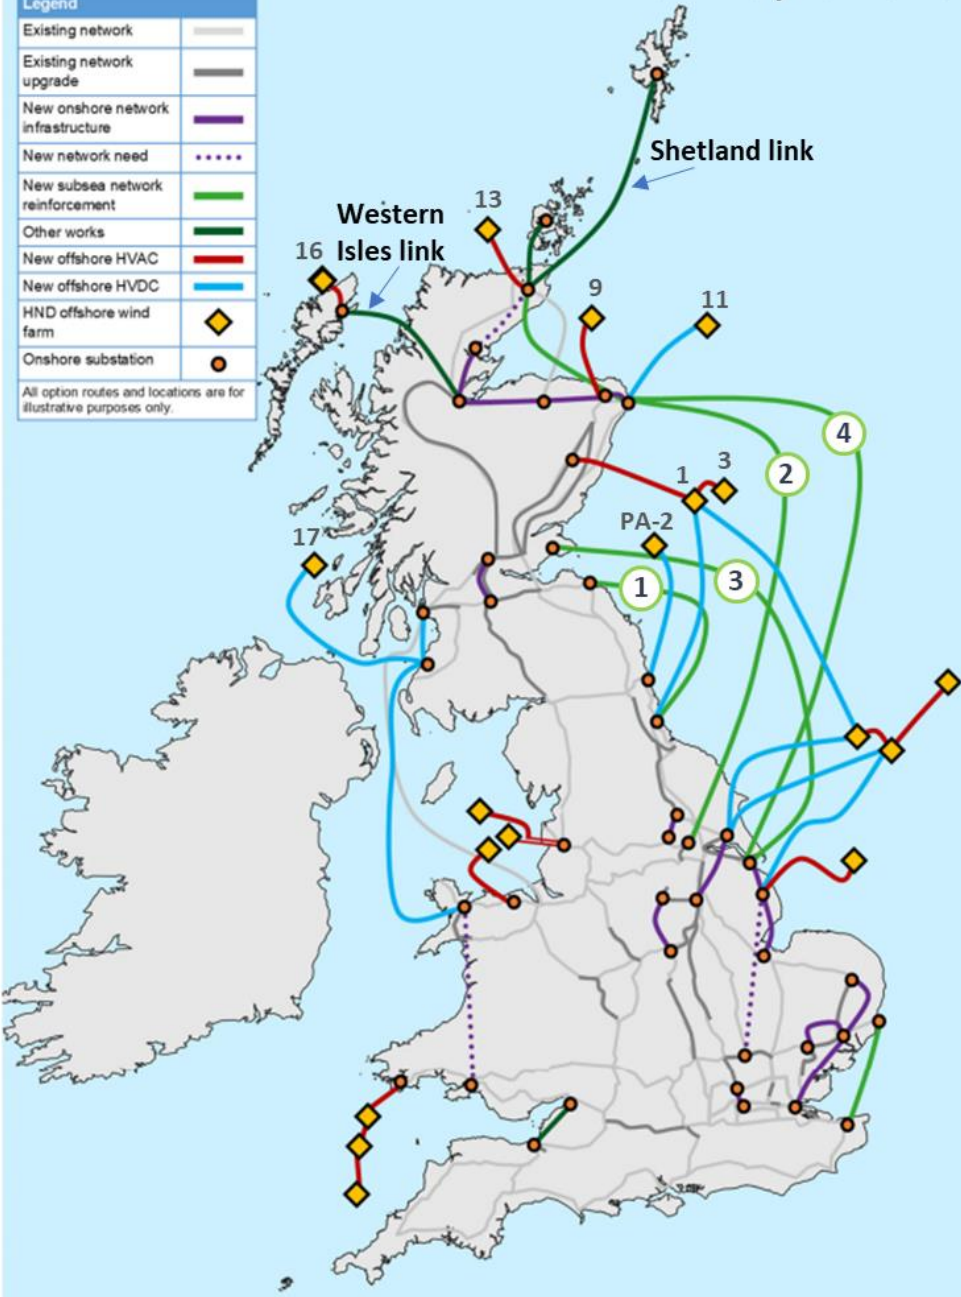 Legend
Existing network
Existing network
upgrade
New onshore network
infrastructure
New network need
New subsea network
reinforcement
Other works
New offshore HVAC
New offshore HVDC
HND offshore wind
farm
Onshore substation
All option routes and locations are for
illustrative purposes only.
Shetland link
Western
Isles link
13
16
9
11
4
2
3
1
PA-2
17
1
3